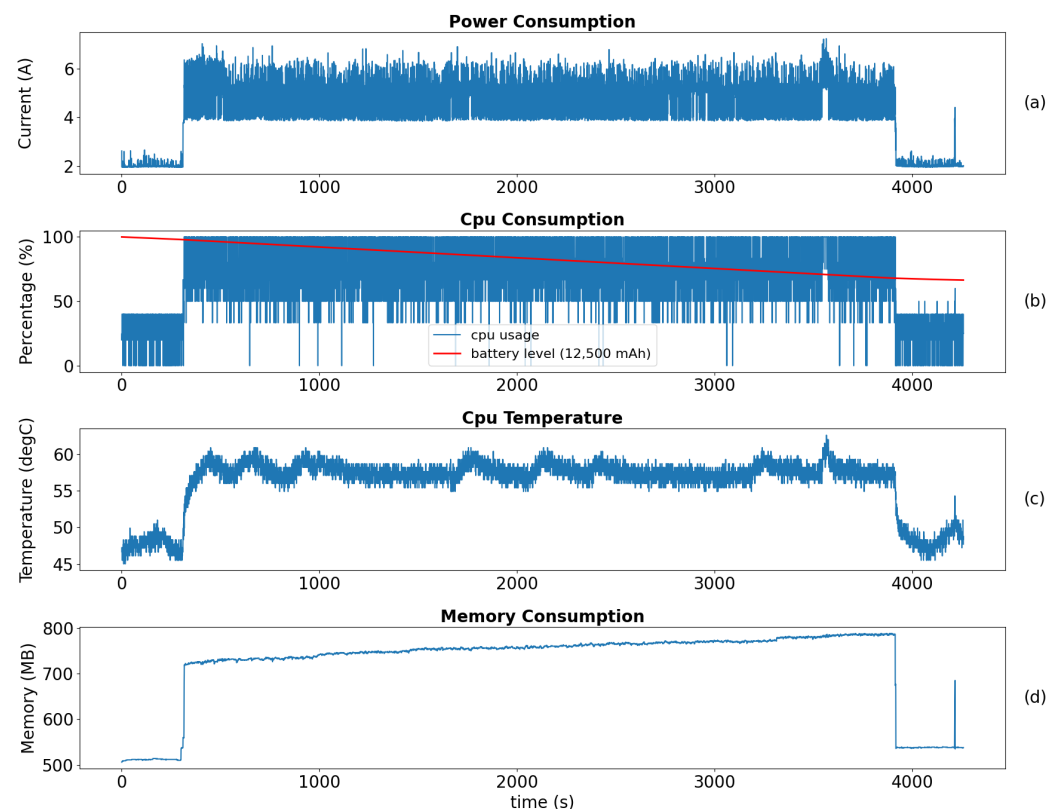 Power Consumption
Current (A)
6
4
2
0 1000 2000 3000 4000
(a)
Cpu Consumption
Percentage (%)
100
50
0
cpu usage
battery level (12,500 mAh)
0 1000 2000 3000 4000
(b)
Cpu Temperature
Temperature (degC)
60
55
50
45
0 1000 2000 3000 4000
(c)
Memory Consumption
Memory (MB)
800
700
600
500
0 1000 2000 3000 4000
(d)
time (s)